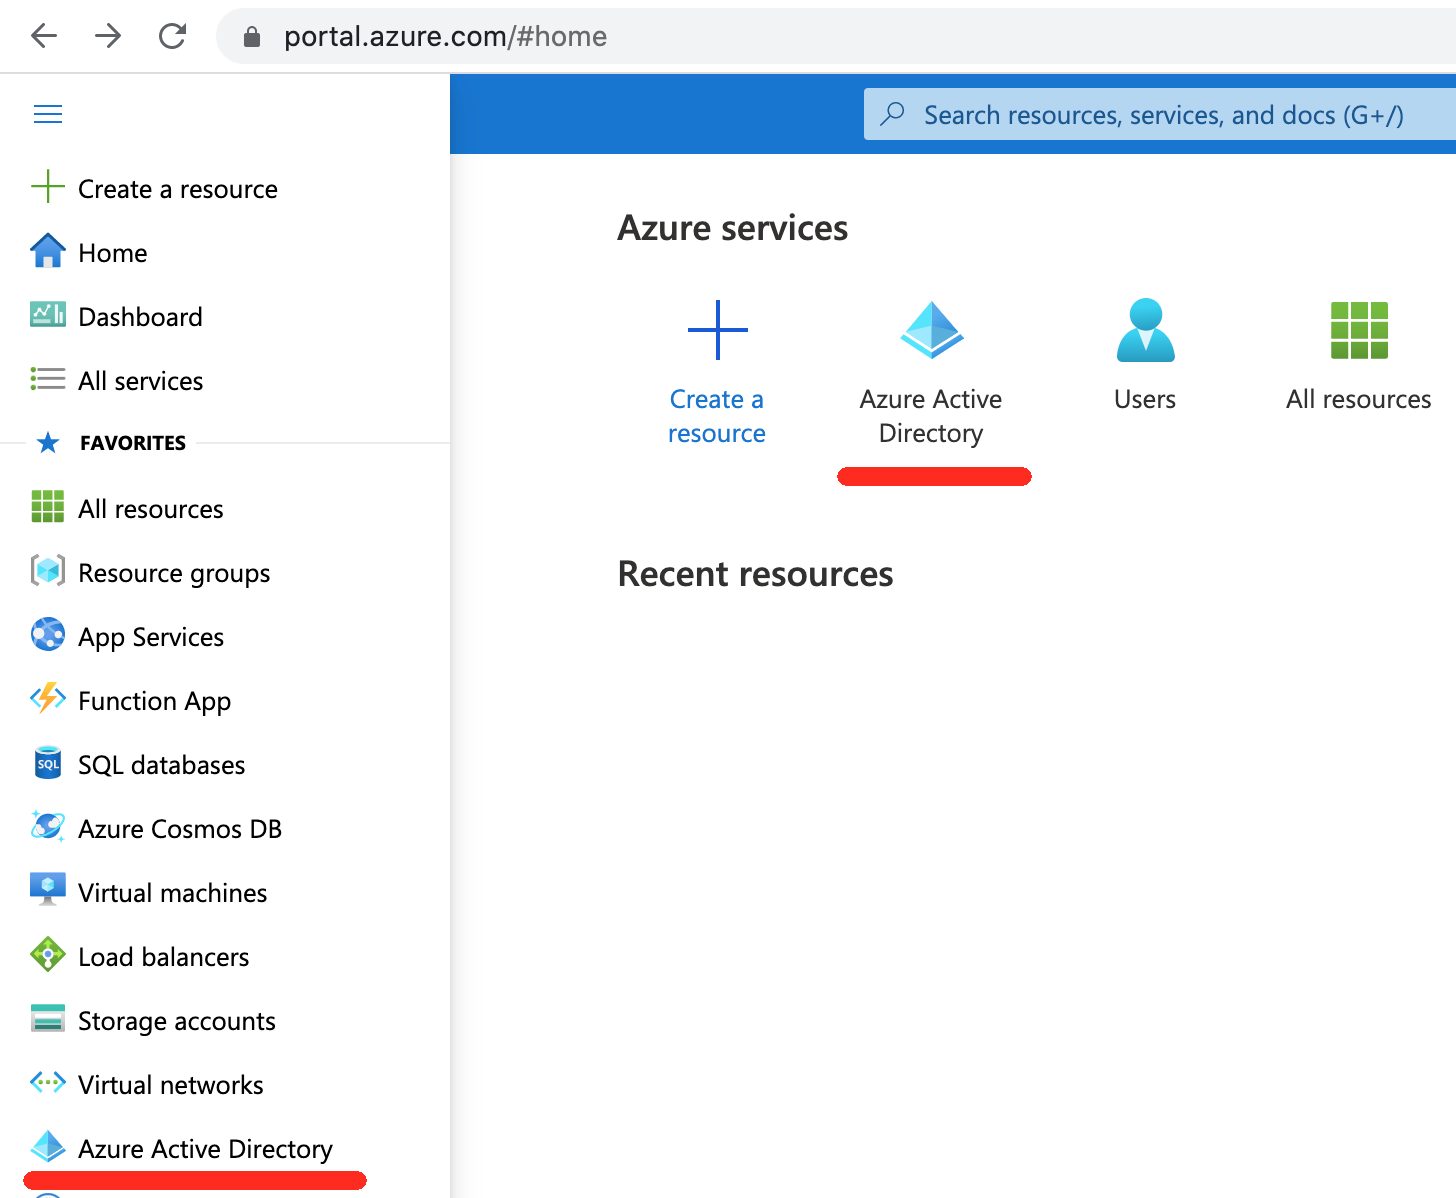 portal.azure.com/#home
Search resources, services, and docs (G+/)
Create a resource
Home
Dashboard
All services
FAVORITES
All resources
Resource groups
App Services
Function App
SQL
SQL databases
Azure Cosmos DB
Virtual machines
Load balancers
Storage accounts
Virtual networks
Azure Active Directory
Azure services
Create a
resource
Azure Active
Directory
Users
All resources
Recent resources